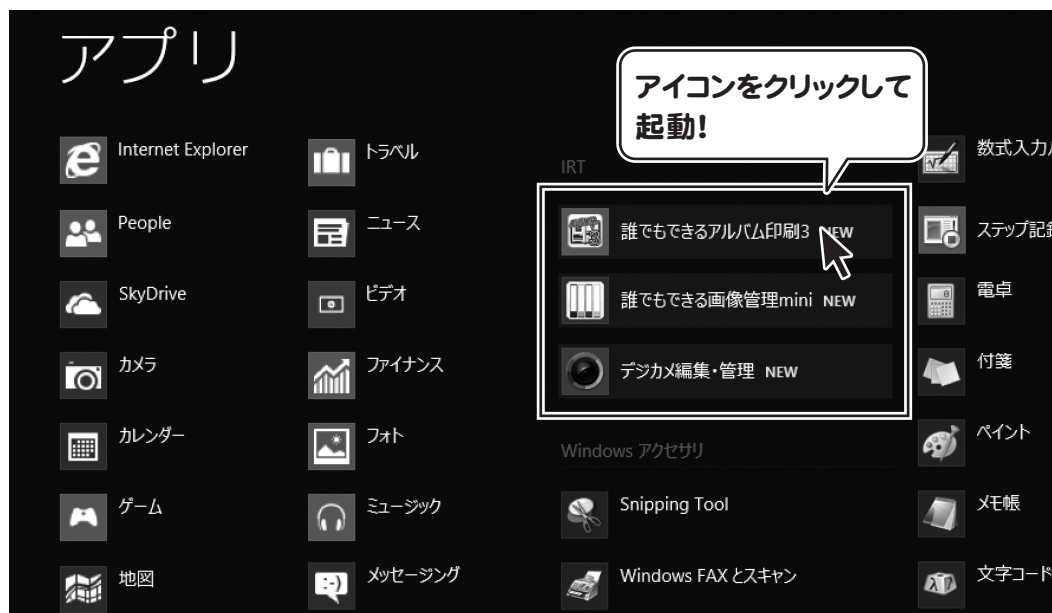 アプリ
アイコンをクリックして
起動!
Internet Explorer
People
SkyDrive
カメラ
カレンダー
ゲーム
地図
トラベル
ニュース
ビデオ
ファイナンス
フォト
ミュージック
メッセージング
IRT
誰でもできるアルバム印刷3 NEW
誰でもできる画像管理mini NEW
デジカメ編集・管理 NEW
Windows アクセサリ
Snipping Tool
Windows FAX とスキャン
数式入力
ステップ記録
電卓
付箋
ペイント
メモ帳
文字コード